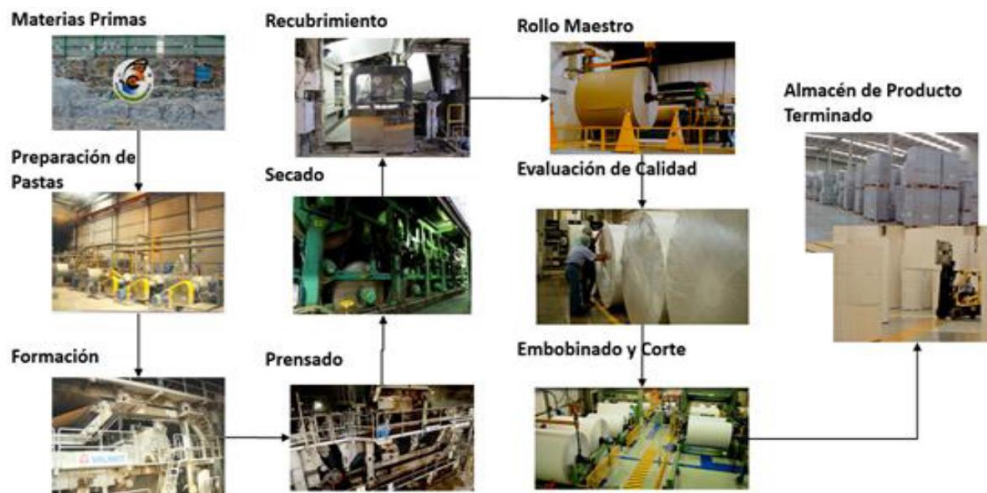 Materias Primas
Preparación de
Pastas
Formación
Prensado
Secado
Recubrimiento
Rollo Maestro
Evaluación de Calidad
Embobinado y Corte
Almacén de Producto
Terminado